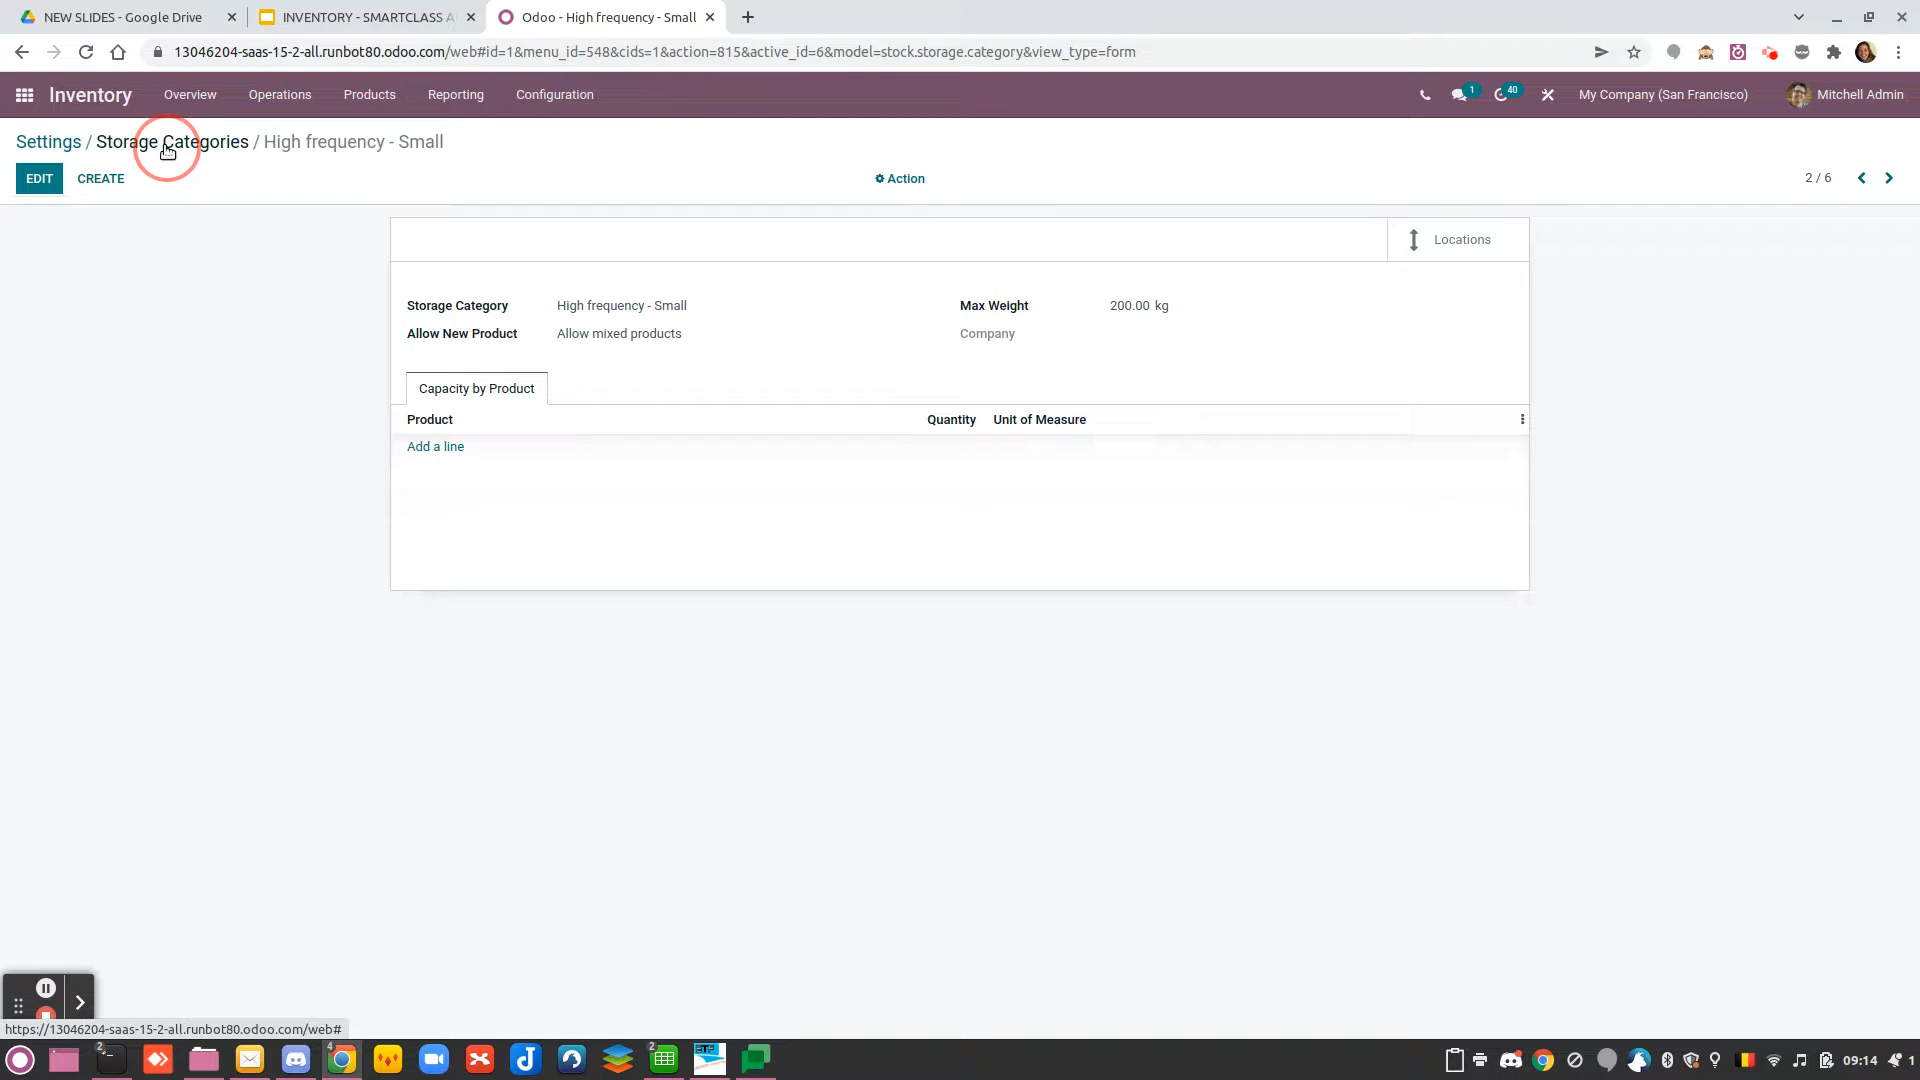 NEW SLIDES - Google Drive
INVENTORY - SMARTCLASS A
Odoo - High frequency - Small
13046204-saas-15-2-all.runbot80.odoo.com/web#id=1&menu_id=548&cids=1&action=815&active_id=6&model=stock.storage.category&view_type=form
Inventory Overview Operations Products Reporting Configuration 1 40 My Company (San Francisco) Mitchell Admin
Settings / Storage Categories / High frequency - Small
EDIT CREATE Action 2 / 6
Locations
Storage Category High frequency - Small Max Weight 200.00 kg
Allow New Product Allow mixed products Company
Capacity by Product
Product Quantity Unit of Measure
Add a line
https://13046204-saas-15-2-all.runbot80.odoo.com/web#
2 4 2 09:14 1